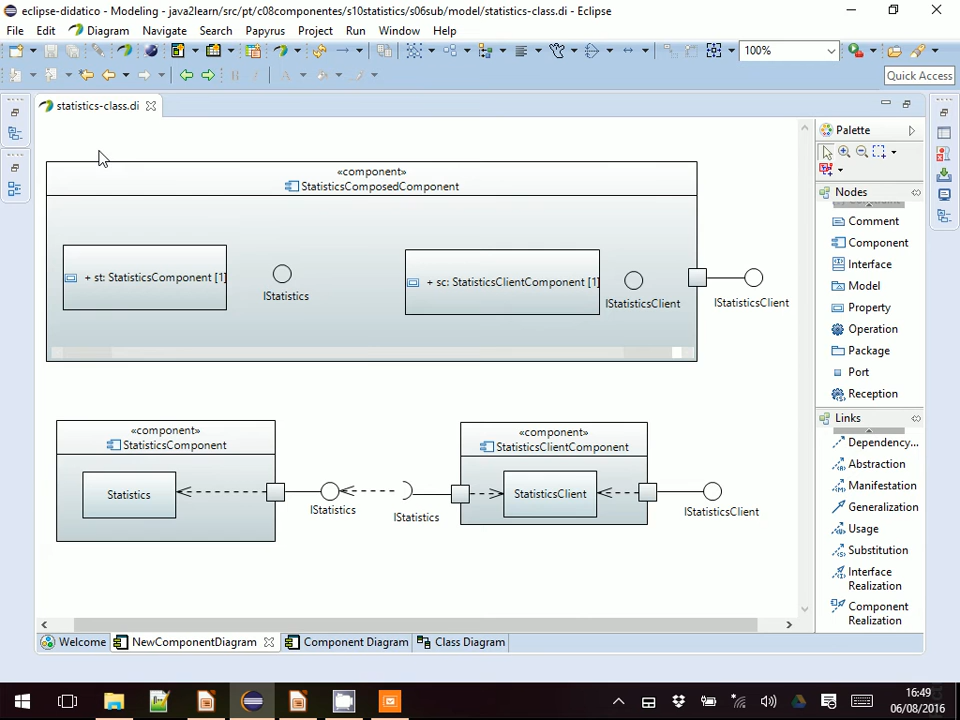 eclipse-didatico - Modeling - java2learn/src/pt/c08componentes/s10statistics/s06sub/model/statistics-class.di - Eclipse
File Edit Diagram Navigate Search Papyrus Project Run Window Help
100%
B I A
Quick Access
statistics-class.di
Palette
«component»
StatisticsComposedComponent
Nodes
Comment
Component
Interface
Model
Property
Operation
Package
Port
Reception
+ st: StatisticsComponent [1]
IStatistics
+ sc: StatisticsClientComponent [1]
IStatisticsClient
IStatisticsClient
Links
Dependency...
Abstraction
Manifestation
Generalization
Usage
Substitution
Interface
Realization
Component
Realization
«component»
StatisticsComponent
Statistics
IStatistics
IStatistics
«component»
StatisticsClientComponent
StatisticsClient
IStatisticsClient
Welcome NewComponentDiagram Component Diagram Class Diagram
16:49
06/08/2016